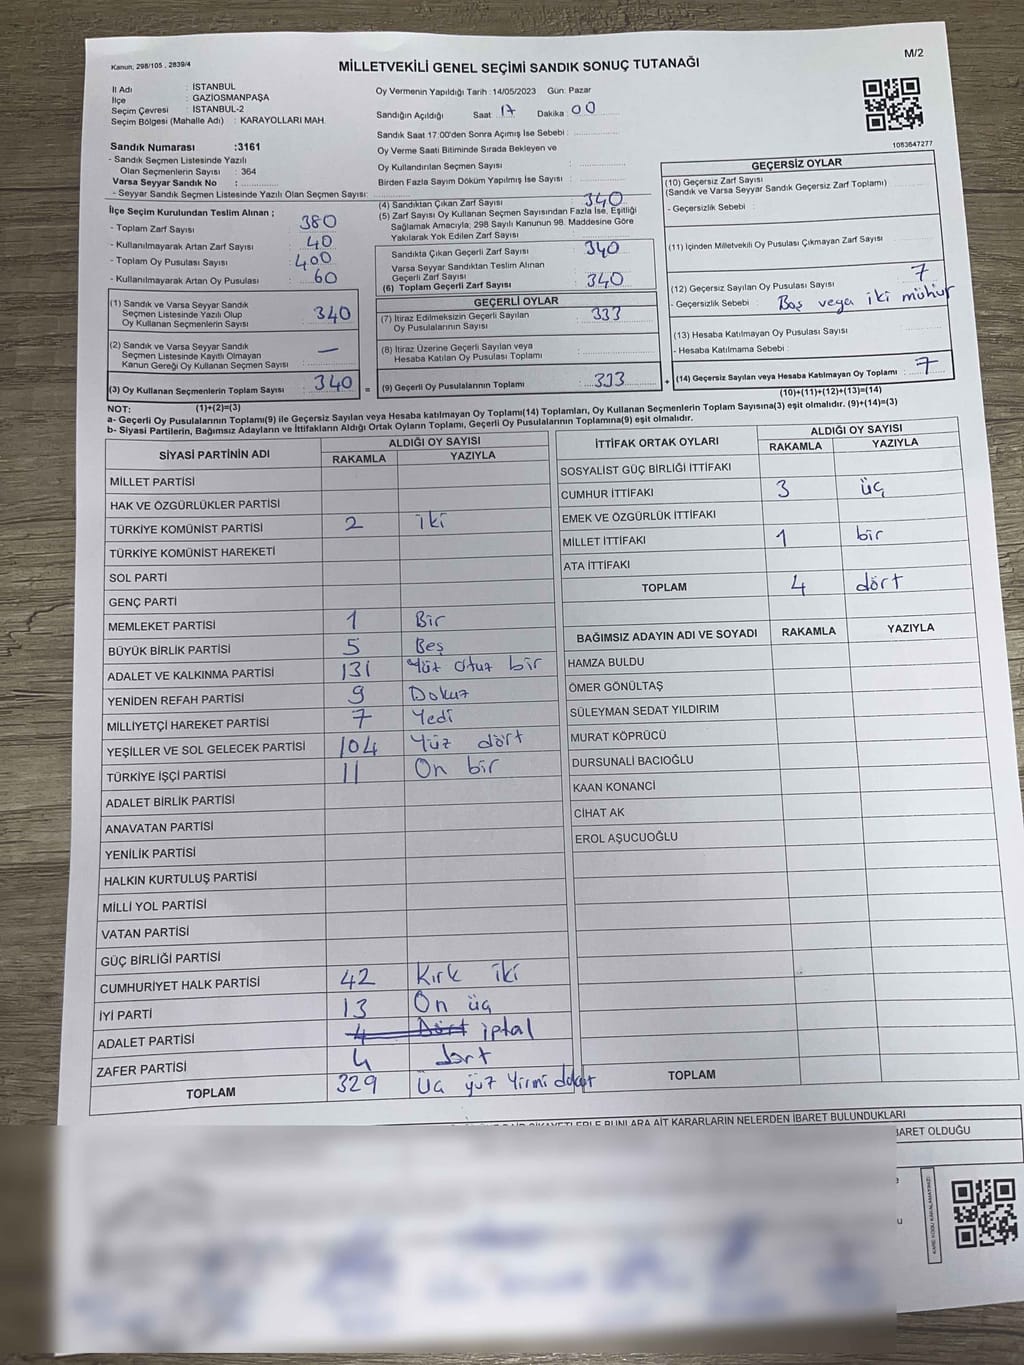 Kanun, 298/105 , 2839/4
MİLLETVEKİLİ GENEL SEÇİMİ SANDIK SONUÇ TUTANAĞI
M/2
İl Adı : İSTANBUL
İlçe : GAZİOSMANPAŞA
Seçim Çevresi : İSTANBUL-2
Seçim Bölgesi (Mahalle Adı) : KARAYOLLARI MAH.
Oy Vermenin Yapıldığı Tarih :14/05/2023 Gün: Pazar
Sandığın Açıldığı Saat 17 Dakika 00
Sandık Saat 17:00'den Sonra Açımış İse Sebebi :
Oy Verme Saati Bitiminde Sırada Bekleyen ve
Oy Kullandırılan Seçmen Sayısı :
Birden Fazla Sayım Döküm Yapılmış İse Sayısı :
1083647277
Sandık Numarası :3161
- Sandık Seçmen Listesinde Yazılı
Olan Seçmenlerin Sayısı : 364
Varsa Seyyar Sandık No :
- Seyyar Sandık Seçmen Listesinde Yazılı Olan Seçmen Sayısı:
İlçe Seçim Kurulundan Teslim Alınan ;
- Toplam Zarf Sayısı 380
- Kullanılmayarak Artan Zarf Sayısı 40
- Toplam Oy Pusulası Sayısı 400
- Kullanılmayarak Artan Oy Pusulası 60
(4) Sandıktan Çıkan Zarf Sayısı 340
(5) Zarf Sayısı Oy Kullanan Seçmen Sayısından Fazla İse, Eşitliği
Sağlamak Amacıyla; 298 Sayılı Kanunun 98. Maddesine Göre
Yakılarak Yok Edilen Zarf Sayısı
Sandıkta Çıkan Geçerli Zarf Sayısı 340
Varsa Seyyar Sandıktan Teslim Alınan
Geçerli Zarf Sayısı
(6) Toplam Geçerli Zarf Sayısı 340
GEÇERSİZ OYLAR
(10) Geçersiz Zarf Sayısı
(Sandık ve Varsa Seyyar Sandık Geçersiz Zarf Toplamı)
- Geçersizlik Sebebi :
(11) İçinden Milletvekili Oy Pusulası Çıkmayan Zarf Sayısı
(12) Geçersiz Sayılan Oy Pusulası Sayısı 7
- Geçersizlik Sebebi : Boş veya iki mühür
(13) Hesaba Katılmayan Oy Pusulası Sayısı
- Hesaba Katılmama Sebebi :
(14) Geçersiz Sayılan veya Hesaba Katılmayan Oy Toplamı : 7
(10)+(11)+(12)+(13)=(14)
(1) Sandık ve Varsa Seyyar Sandık
Seçmen Listesinde Yazılı Olup
Oy Kullanan Seçmenlerin Sayısı 340
(2) Sandık ve Varsa Seyyar Sandık
Seçmen Listesinde Kayıtlı Olmayan
Kanun Gereği Oy Kullanan Seçmen Sayısı —
(3) Oy Kullanan Seçmenlerin Toplam Sayısı 340 =
(1)+(2)=(3)
GEÇERLİ OYLAR
(7) İtiraz Edilmeksizin Geçerli Sayılan
Oy Pusulalarının Sayısı 333
(8) İtiraz Üzerine Geçerli Sayılan veya
Hesaba Katılan Oy Pusulası Toplamı
(9) Geçerli Oy Pusulalarının Toplamı 333 +
NOT:
a- Geçerli Oy Pusulalarının Toplamı(9) ile Geçersiz Sayılan veya Hesaba katılmayan Oy Toplamı(14) Toplamları, Oy Kullanan Seçmenlerin Toplam Sayısına(3) eşit olmalıdır. (9)+(14)=(3)
b- Siyasi Partilerin, Bağımsız Adayların ve İttifakların Aldığı Ortak Oyların Toplamı, Geçerli Oy Pusulalarının Toplamına(9) eşit olmalıdır.
SİYASİ PARTİNİN ADI ALDIĞI OY SAYISI
RAKAMLA YAZIYLA
MİLLET PARTİSİ
HAK VE ÖZGÜRLÜKLER PARTİSİ
TÜRKİYE KOMÜNİST PARTİSİ 2 iki
TÜRKİYE KOMÜNİST HAREKETİ
SOL PARTİ
GENÇ PARTİ
MEMLEKET PARTİSİ 1 Bir
BÜYÜK BİRLİK PARTİSİ 5 Beş
ADALET VE KALKINMA PARTİSİ 131 Yüz Otuz bir
YENİDEN REFAH PARTİSİ 9 Dokuz
MİLLİYETÇİ HAREKET PARTİSİ 7 Yedi
YEŞİLLER VE SOL GELECEK PARTİSİ 104 Yüz dört
TÜRKİYE İŞÇİ PARTİSİ 11 On bir
ADALET BİRLİK PARTİSİ
ANAVATAN PARTİSİ
YENİLİK PARTİSİ
HALKIN KURTULUŞ PARTİSİ
MİLLİ YOL PARTİSİ
VATAN PARTİSİ
GÜÇ BİRLİĞİ PARTİSİ
CUMHURİYET HALK PARTİSİ 42 Kırk iki
İYİ PARTİ 13 On üç
ADALET PARTİSİ 4 Dört iptal
ZAFER PARTİSİ 4 dört
TOPLAM 329 Üç yüz Yirmi dokuz
İTTİFAK ORTAK OYLARI ALDIĞI OY SAYISI
RAKAMLA YAZIYLA
SOSYALİST GÜÇ BİRLİĞİ İTTİFAKI
CUMHUR İTTİFAKI 3 üç
EMEK VE ÖZGÜRLÜK İTTİFAKI
MİLLET İTTİFAKI 1 bir
ATA İTTİFAKI
TOPLAM 4 dört
BAĞIMSIZ ADAYIN ADI VE SOYADI RAKAMLA YAZIYLA
HAMZA BULDU
ÖMER GÖNÜLTAŞ
SÜLEYMAN SEDAT YILDIRIM
MURAT KÖPRÜCÜ
DURSUNALİ BACIOĞLU
KAAN KONANCİ
CİHAT AK
EROL AŞUCUOĞLU
TOPLAM
BUNLARA AİT KARARLARIN NELERDEN İBARET BULUNDUKLARI
BARET OLDUĞU